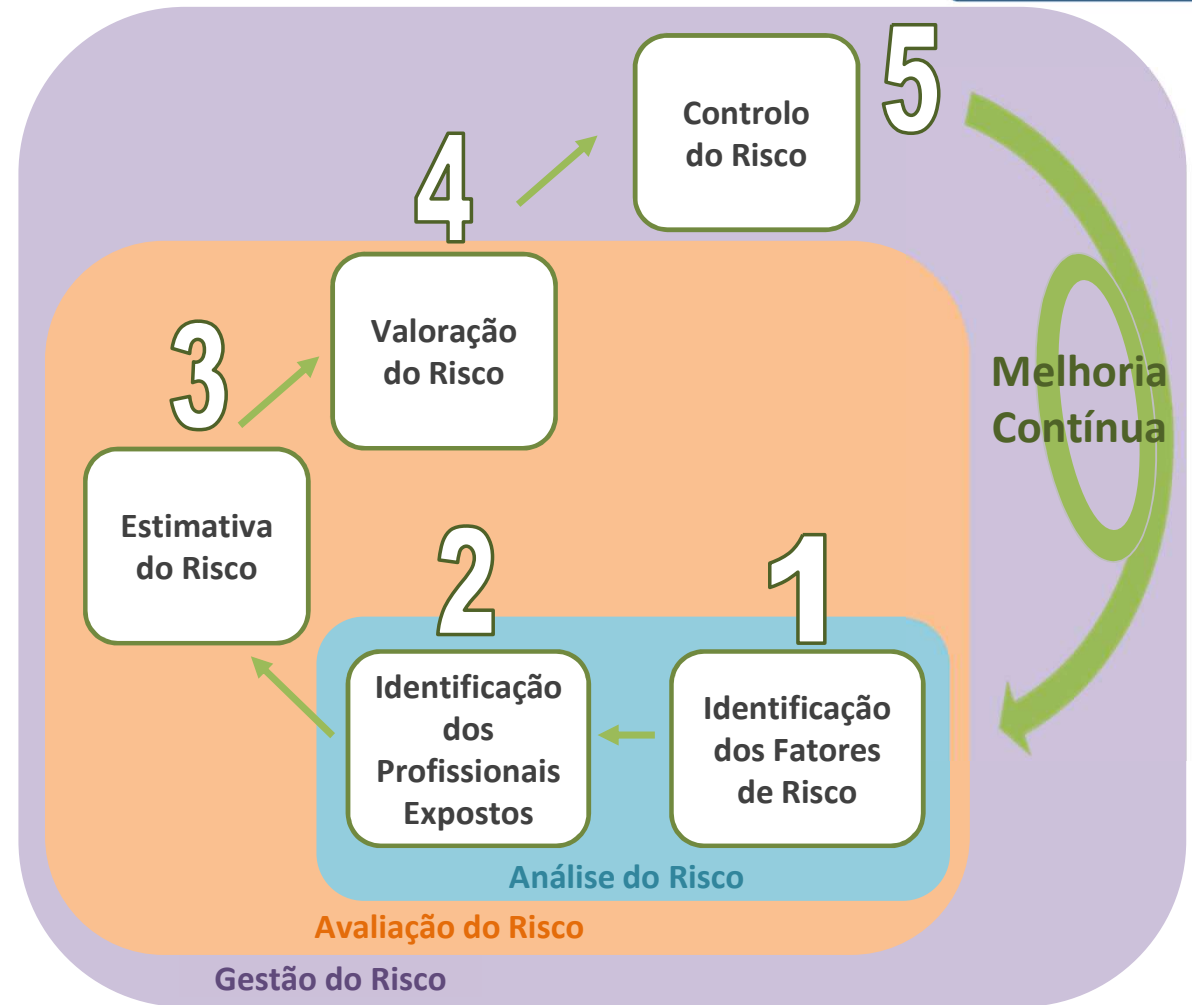 5
Controlo
do Risco
4
Valoração
do Risco
3
Melhoria
Contínua
Estimativa
do Risco
2
1
Identificação
dos
Profissionais
Expostos
Identificação
dos Fatores
de Risco
Análise do Risco
Avaliação do Risco
Gestão do Risco